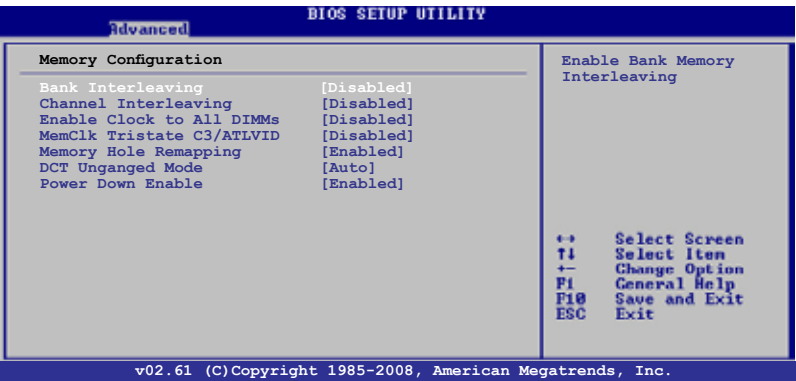 BIOS SETUP UTILITY
Advanced
Memory Configuration
Bank Interleaving [Disabled]
Channel Interleaving [Disabled]
Enable Clock to All DIMMs [Disabled]
MemClk Tristate C3/ATLVID [Disabled]
Memory Hole Remapping [Enabled]
DCT Unganged Mode [Auto]
Power Down Enable [Enabled]
Enable Bank Memory
Interleaving
←→ Select Screen
↑↓ Select Item
+- Change Option
F1 General Help
F10 Save and Exit
ESC Exit
v02.61 (C)Copyright 1985-2008, American Megatrends, Inc.